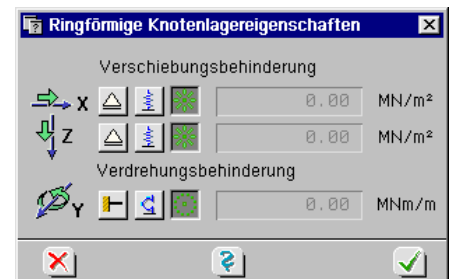 Ringförmige Knotenlagereigenschaften
Verschiebungsbehinderung
X 0.00 MN/m²
Z 0.00 MN/m²
Verdrehungsbehinderung
Y 0.00 MNm/m